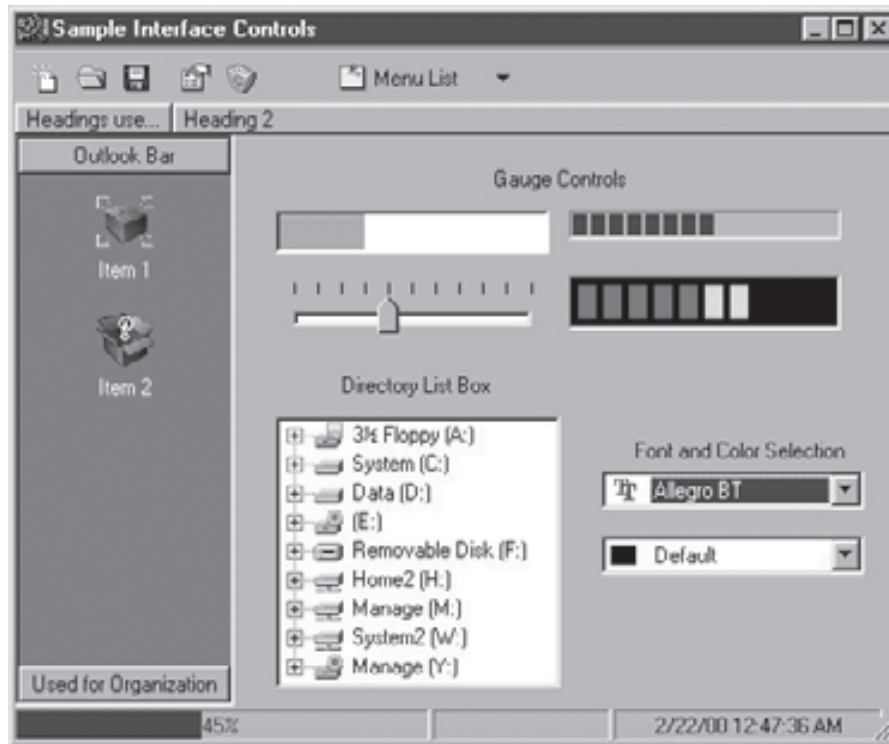 Sample Interface Controls
Menu List
Headings use... Heading 2
Outlook Bar
Item 1
Item 2
Used for Organization
Gauge Controls
Directory List Box
3½ Floppy (A:)
System (C:)
Data (D:)
(E:)
Removable Disk (F:)
Home2 (H:)
Manage (M:)
System2 (W:)
Manage (Y:)
Font and Color Selection
Allegro BT
Default
45%
2/22/00 12:47:36 AM